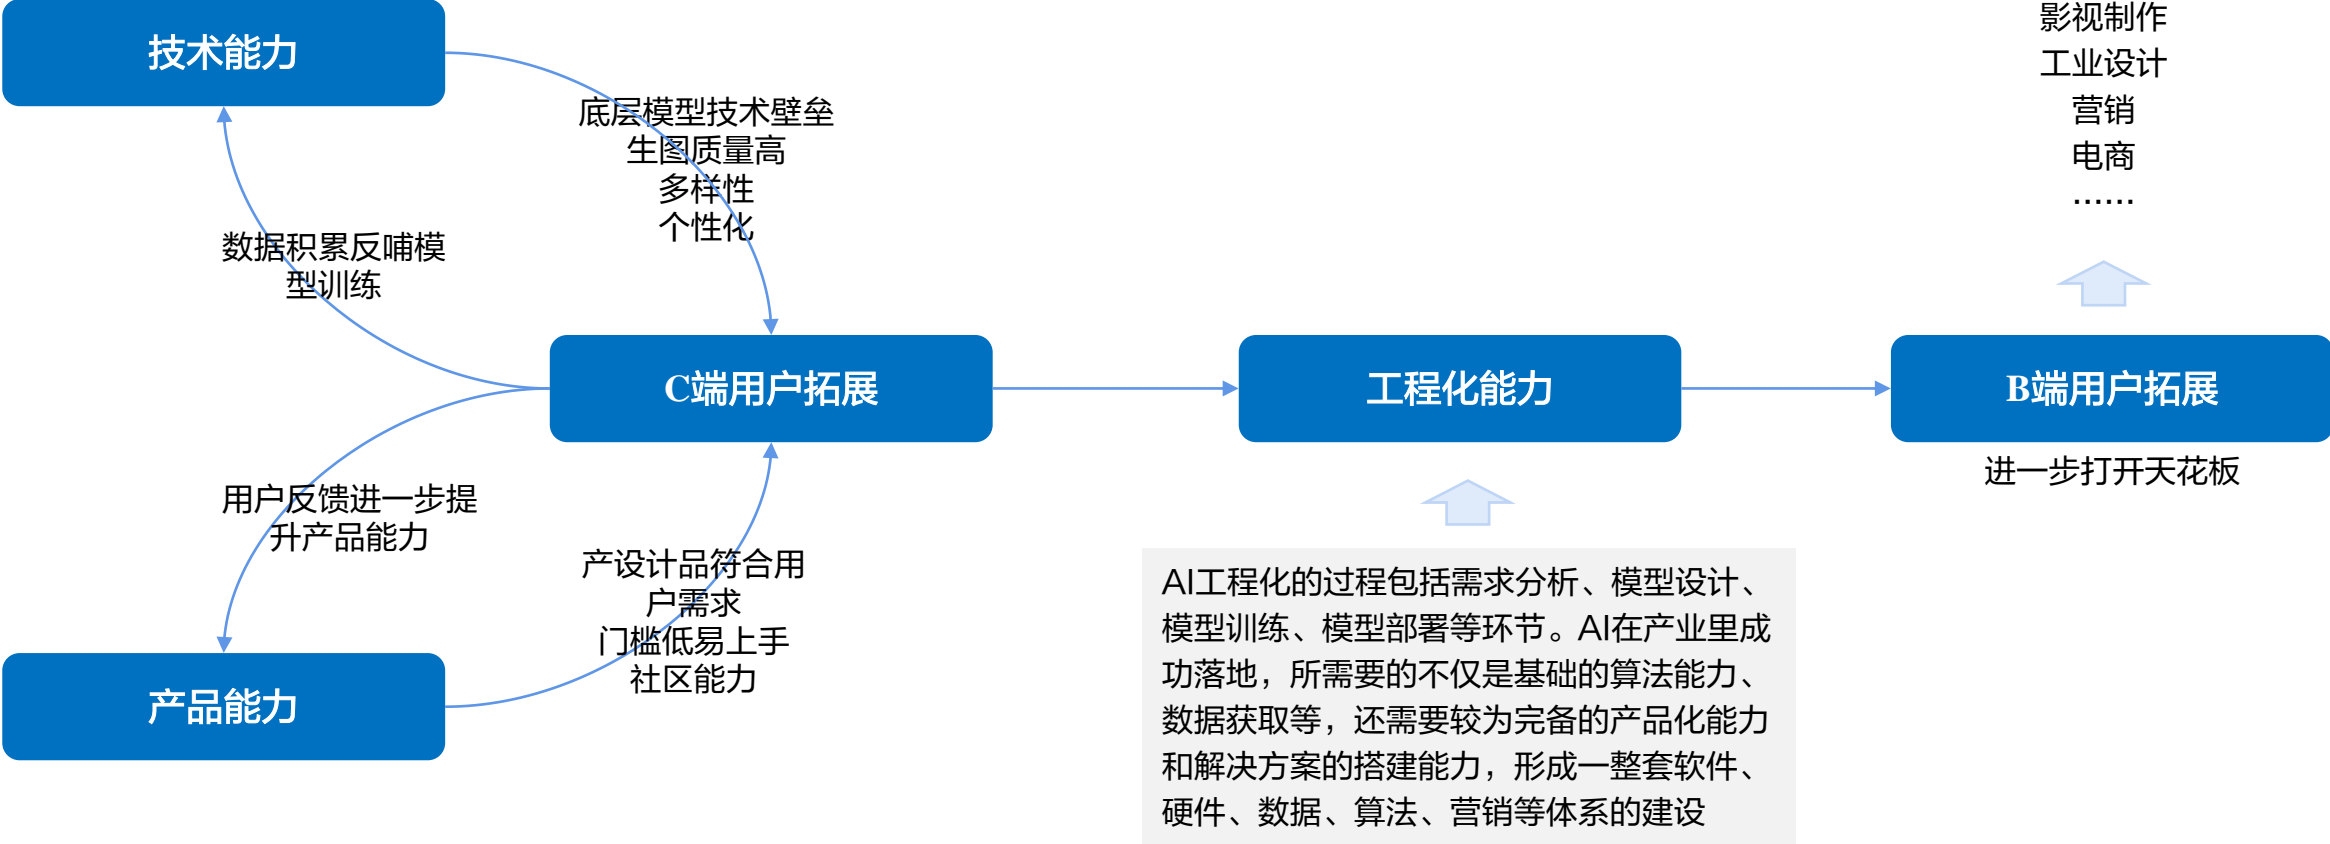 技术能力
底层模型技术壁垒
生图质量高
多样性
个性化
数据积累反哺模
型训练
C端用户拓展
用户反馈进一步提
升产品能力
产设计品符合用
户需求
门槛低易上手
社区能力
产品能力
工程化能力
AI工程化的过程包括需求分析、模型设计、
模型训练、模型部署等环节。AI在产业里成
功落地，所需要的不仅是基础的算法能力、
数据获取等，还需要较为完备的产品化能力
和解决方案的搭建能力，形成一整套软件、
硬件、数据、算法、营销等体系的建设
影视制作
工业设计
营销
电商
……
B端用户拓展
进一步打开天花板